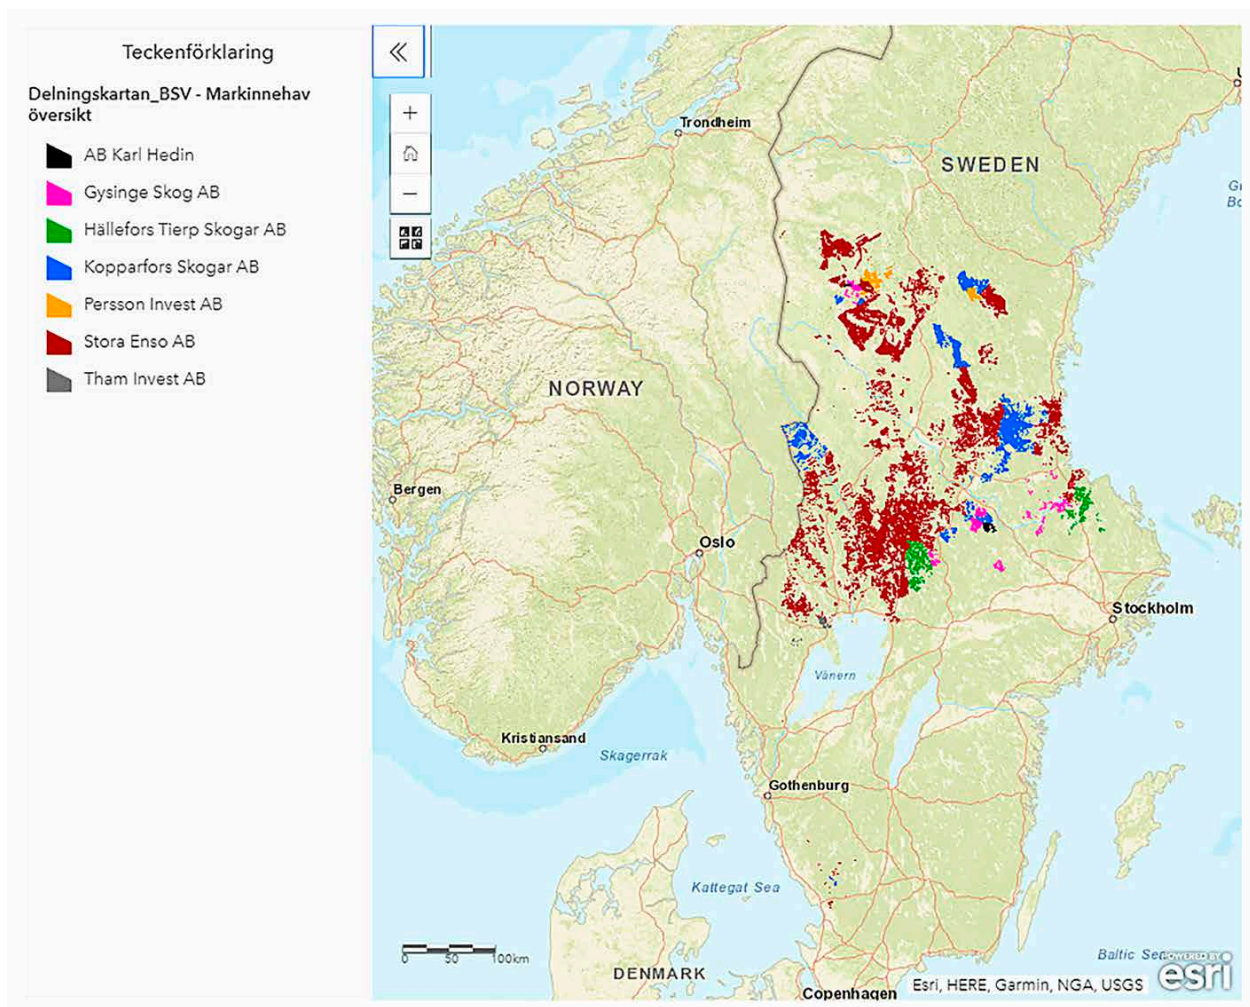 Teckenförklaring
Delningskartan_BSV - Markinnehav
översikt
AB Karl Hedin
Gysinge Skog AB
Hällefors Tierp Skogar AB
Kopparfors Skogar AB
Persson Invest AB
Stora Enso AB
Tham Invest AB
+
−
Trondheim
SWEDEN
NORWAY
Bergen
Oslo
Stockholm
Vänern
Kristiansand
Skagerrak
Gothenburg
Kattegat Sea
0 50 100km
DENMARK
Baltic Sea
POWERED BY
esri
Esri, HERE, Garmin, NGA, USGS
Copenhagen